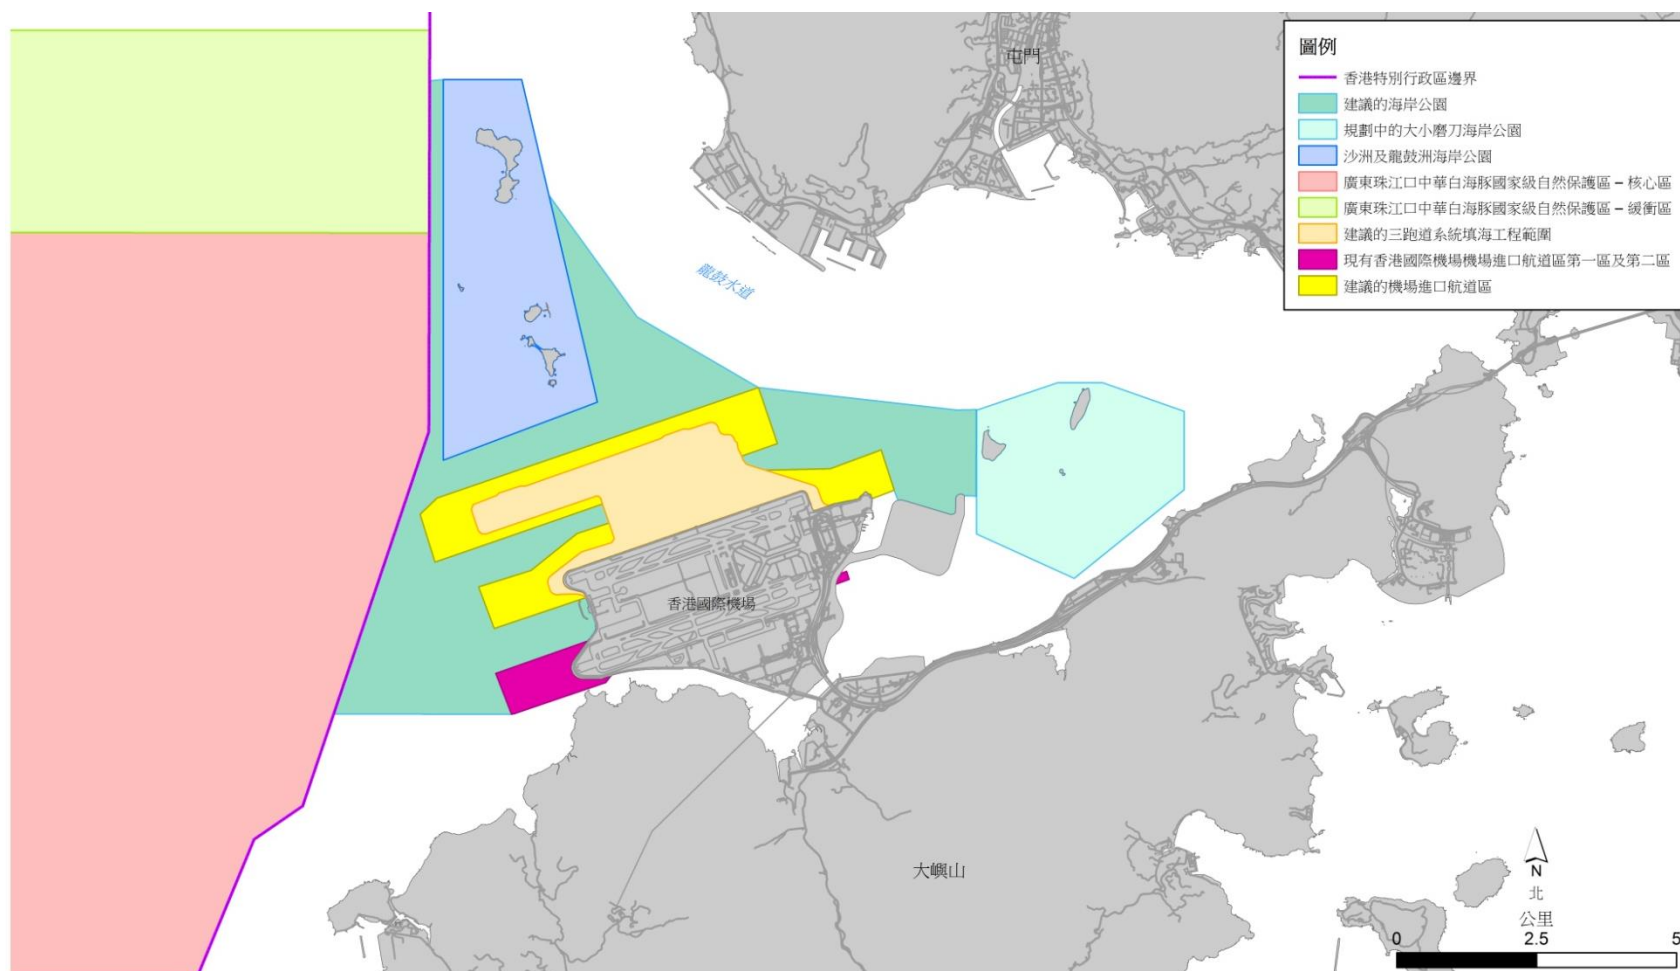 屯門
圖例
香港特別行政區邊界
建議的海岸公園
規劃中的大小磨刀海岸公園
沙洲及龍鼓洲海岸公園
廣東珠江口中華白海豚國家級自然保護區 – 核心區
廣東珠江口中華白海豚國家級自然保護區 – 緩衝區
建議的三跑道系統填海工程範圍
現有香港國際機場機場進口航道區第一區及第二區
建議的機場進口航道區
龍鼓水道
香港國際機場
大嶼山
N
北
公里
0 2.5 5